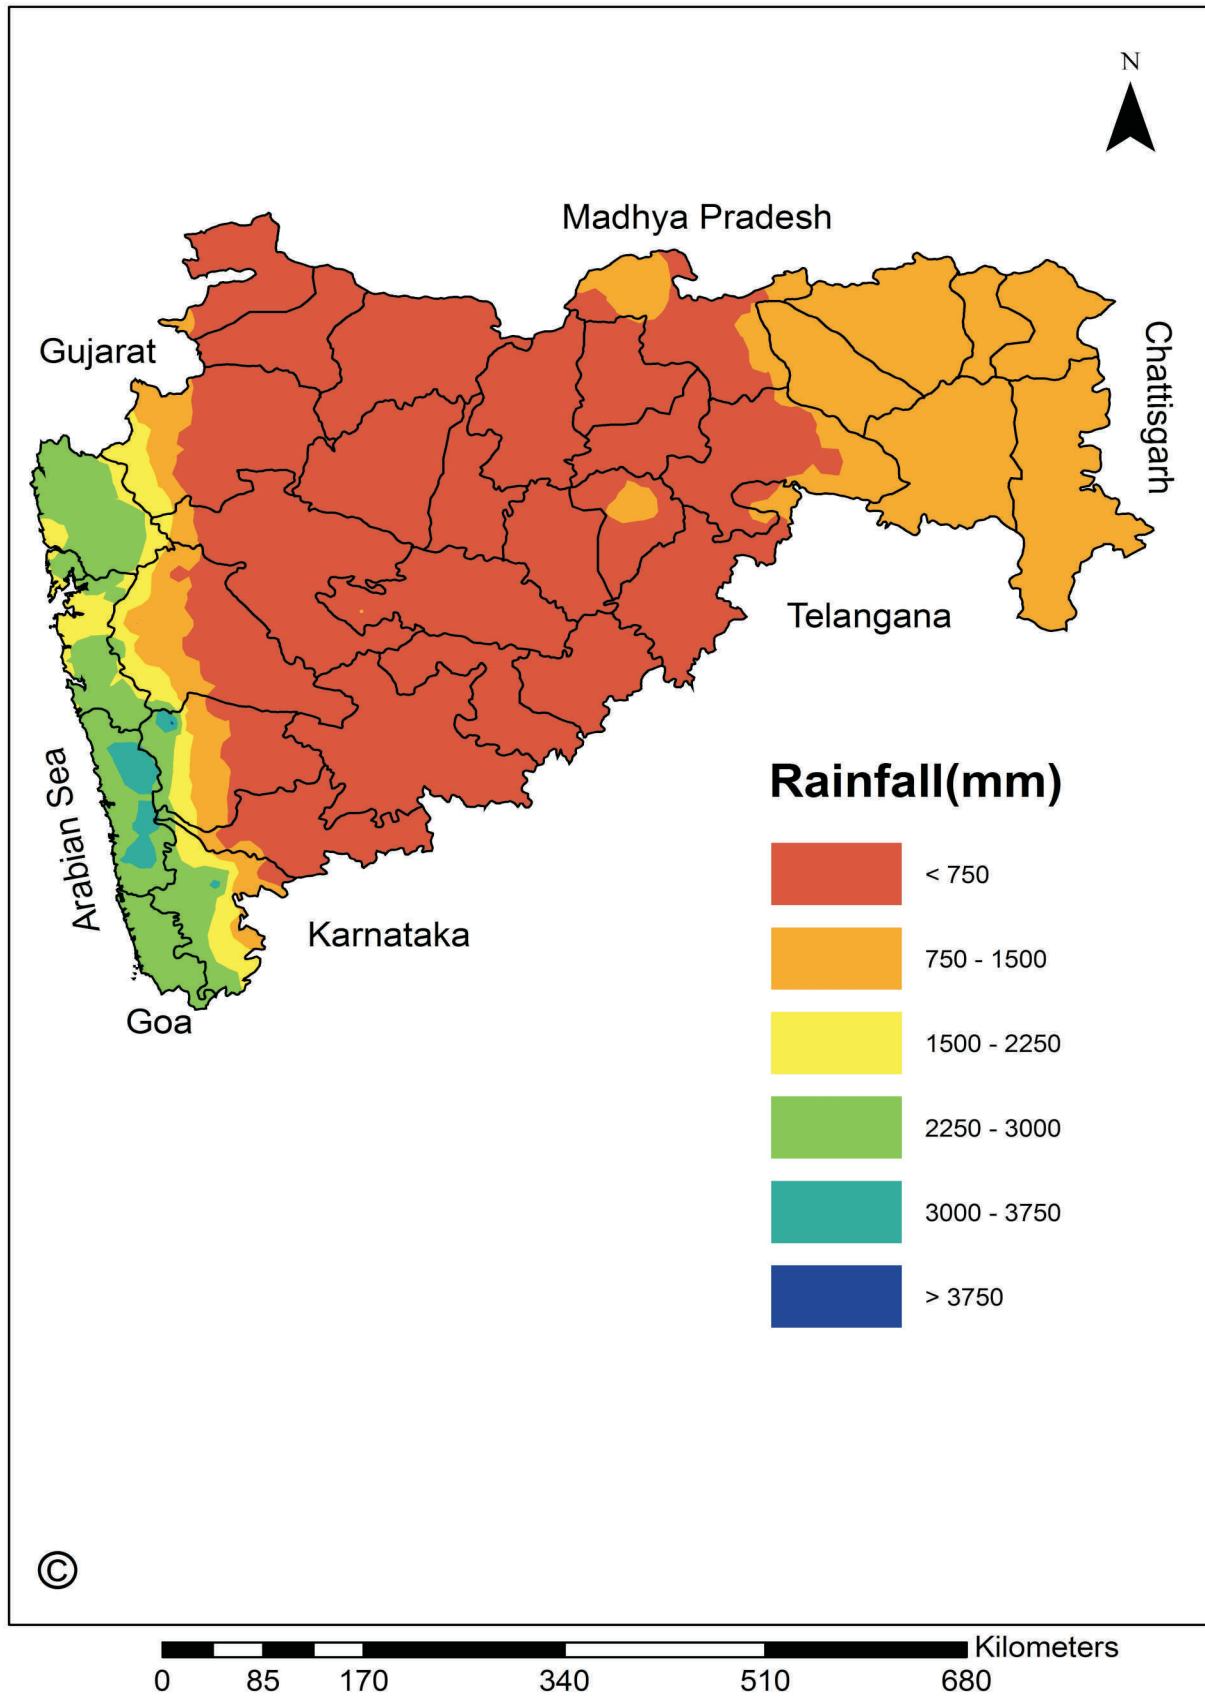 N
Madhya Pradesh
Gujarat
Chattisgarh
Telangana
Arabian Sea
Rainfall(mm)
< 750
Karnataka
750 - 1500
Goa
1500 - 2250
2250 - 3000
3000 - 3750
> 3750
©
Kilometers
0 85 170 340 510 680